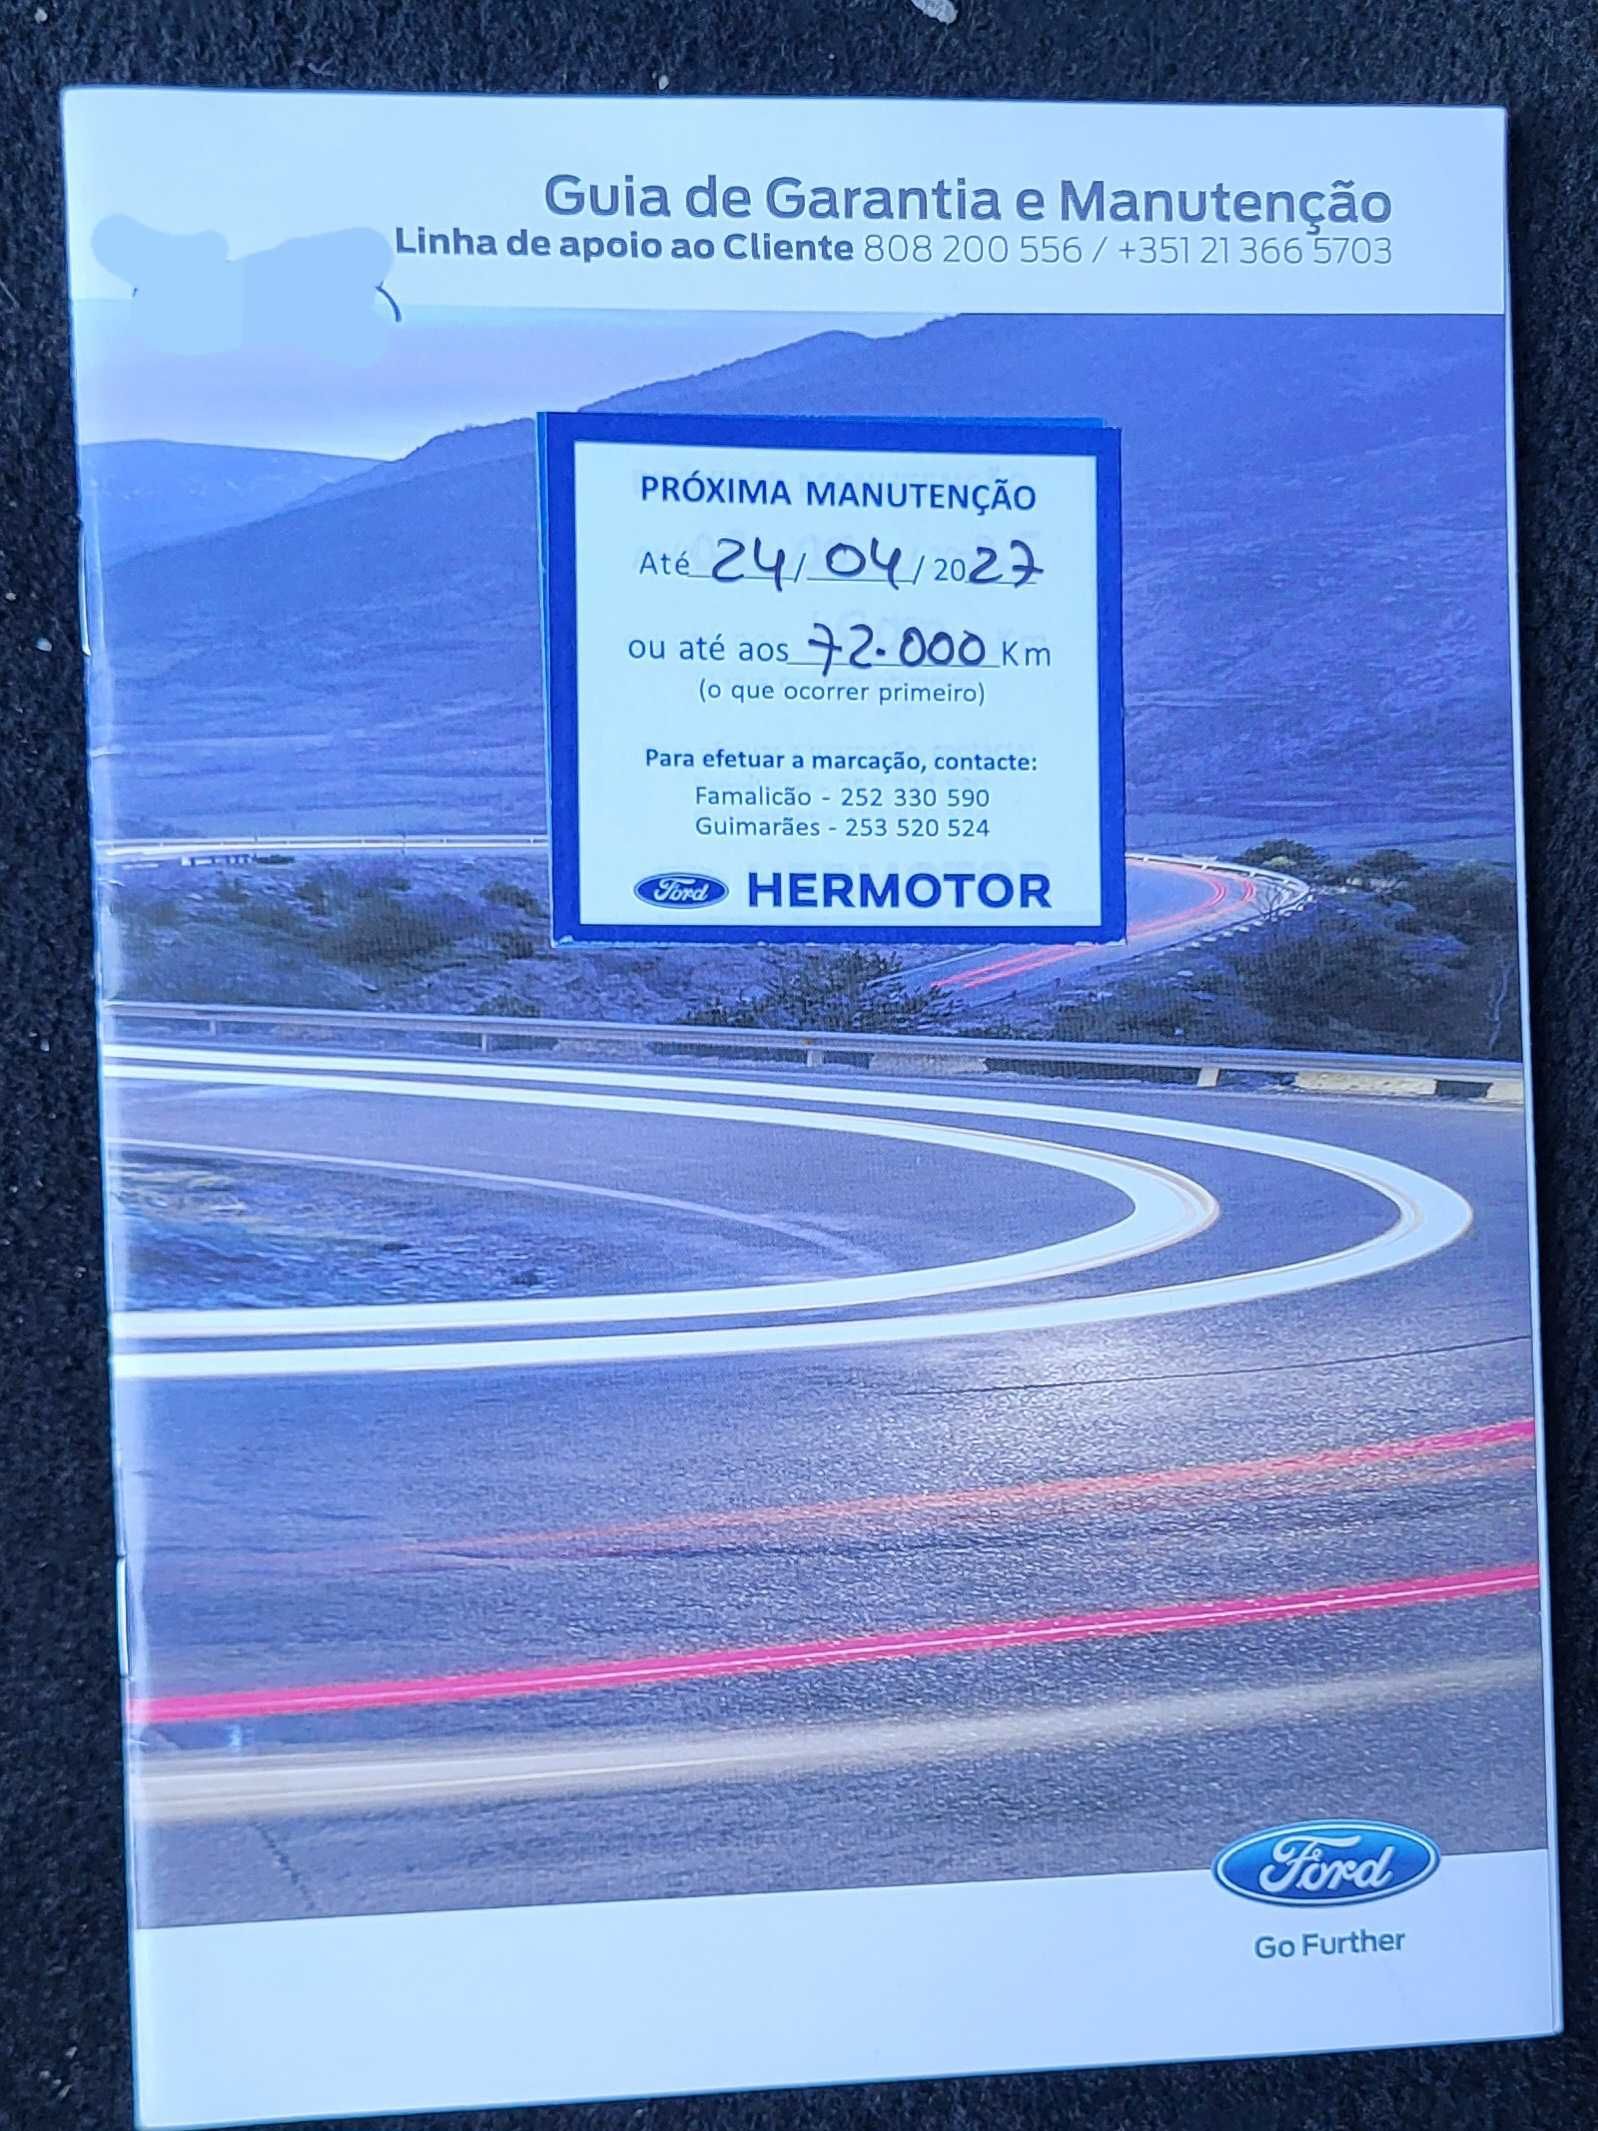 Guia de Garantia e Manutenção
Linha de apoio ao Cliente 808 200 556 / +351 21 366 5703
PRÓXIMA MANUTENÇÃO
Até 24/04/2027
ou até aos 72.000 Km
(o que ocorrer primeiro)
Para efetuar a marcação, contacte:
Famalicão - 252 330 590
Guimarães - 253 520 524
Ford HERMOTOR
Ford
Go Further